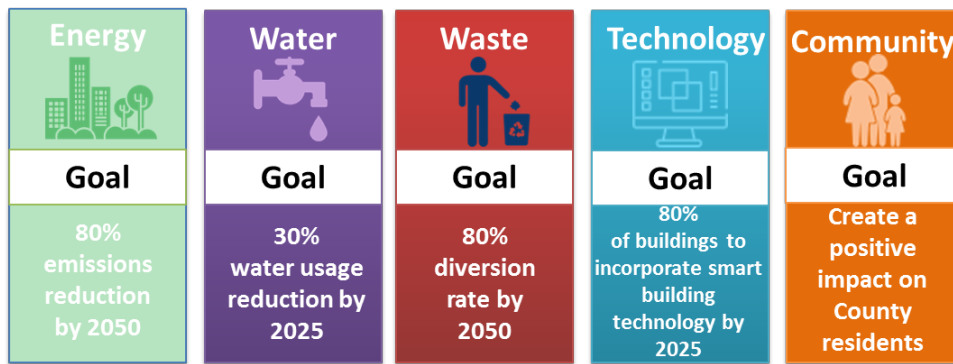 Energy
Goal
80%
emissions
reduction
by 2050
Water
Goal
30%
water usage
reduction by
2025
Waste
Goal
80%
diversion
rate by
2050
Technology
Goal
80%
of buildings to
incorporate smart
building
technology by
2025
Community
Goal
Create a
positive
impact on
County
residents